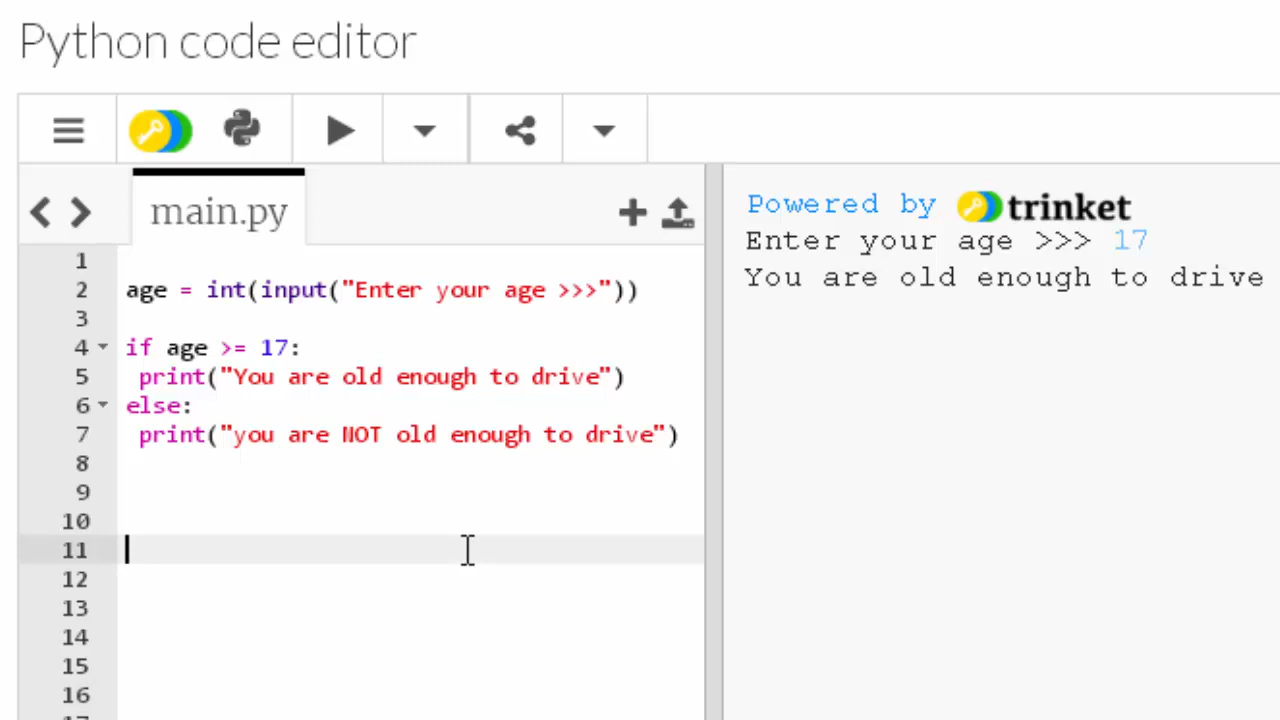 Python code editor
main.py
1
2 age = int(input("Enter your age >>>"))
3
4 if age >= 17:
5  print("You are old enough to drive")
6 else:
7  print("you are NOT old enough to drive")
8
9
10
11
12
13
14
15
16
Powered by trinket
Enter your age >>> 17
You are old enough to drive